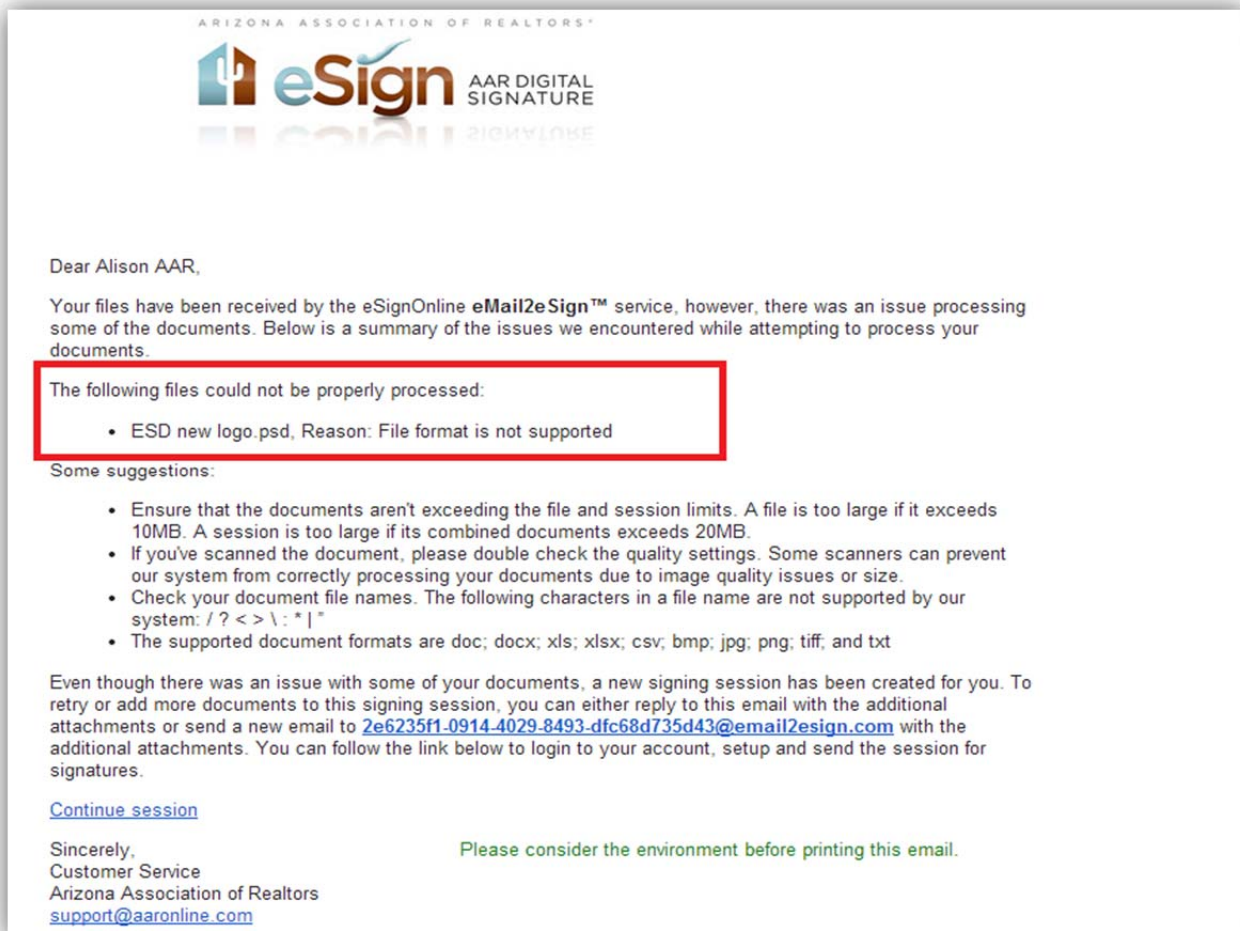 ARIZONA ASSOCIATION OF REALTORS®
eSign AAR DIGITAL
SIGNATURE
Dear Alison AAR,
Your files have been received by the eSignOnline eMail2eSign™ service, however, there was an issue processing
some of the documents. Below is a summary of the issues we encountered while attempting to process your
documents.
The following files could not be properly processed:
• ESD new logo.psd, Reason: File format is not supported
Some suggestions:
• Ensure that the documents aren't exceeding the file and session limits. A file is too large if it exceeds
10MB. A session is too large if its combined documents exceeds 20MB.
• If you've scanned the document, please double check the quality settings. Some scanners can prevent
our system from correctly processing your documents due to image quality issues or size.
• Check your document file names. The following characters in a file name are not supported by our
system: / ? < > \ : * | "
• The supported document formats are doc; docx; xls; xlsx; csv; bmp; jpg; png; tiff; and txt
Even though there was an issue with some of your documents, a new signing session has been created for you. To
retry or add more documents to this signing session, you can either reply to this email with the additional
attachments or send a new email to 2e6235f1-0914-4029-8493-dfc68d735d43@email2esign.com with the
additional attachments. You can follow the link below to login to your account, setup and send the session for
signatures.
Continue session
Sincerely, Please consider the environment before printing this email.
Customer Service
Arizona Association of Realtors
support@aaronline.com